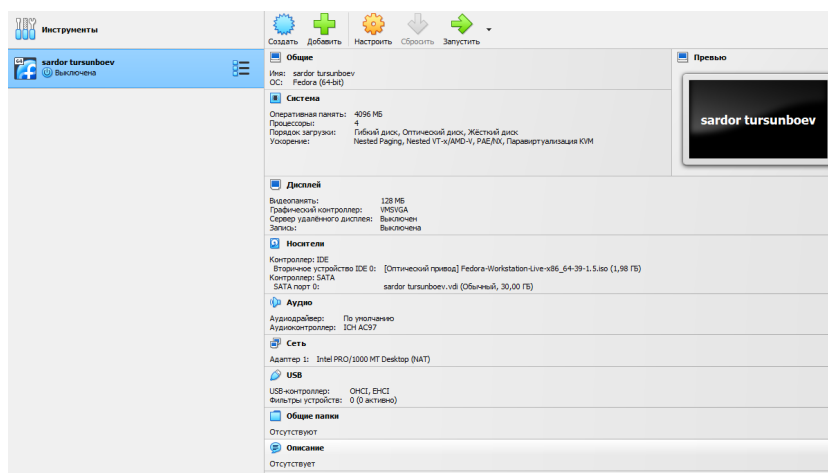 Инструменты
Создать Добавить Настроить Сбросить Запустить
64
sardor tursunboev
Выключена
Общие
Имя: sardor tursunboev
ОС: Fedora (64-bit)
Превью
sardor tursunboev
Система
Оперативная память: 4096 МБ
Процессоры: 4
Порядок загрузки: Гибкий диск, Оптический диск, Жёсткий диск
Ускорение: Nested Paging, Nested VT-x/AMD-V, PAE/NX, Паравиртуализация KVM
Дисплей
Видеопамять: 128 МБ
Графический контроллер: VMSVGA
Сервер удалённого дисплея: Выключен
Запись: Выключена
Носители
Контроллер: IDE
Вторичное устройство IDE 0: [Оптический привод] Fedora-Workstation-Live-x86_64-39-1.5.iso (1,98 ГБ)
Контроллер: SATA
SATA порт 0: sardor tursunboev.vdi (Обычный, 30,00 ГБ)
Аудио
Аудиодрайвер: По умолчанию
Аудиоконтроллер: ICH AC97
Сеть
Адаптер 1: Intel PRO/1000 MT Desktop (NAT)
USB
USB-контроллер: OHCI, EHCI
Фильтры устройств: 0 (0 активно)
Общие папки
Отсутствуют
Описание
Отсутствует